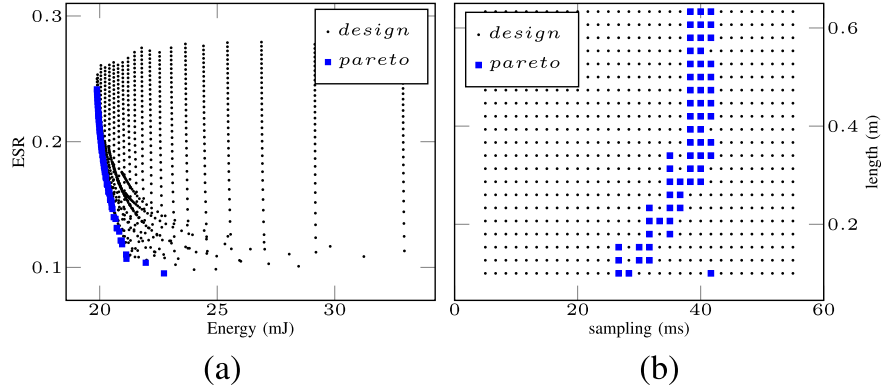 0.3
0.2
0.1
ESR
design
pareto
20
25
30
Energy (mJ)
(a)
design
pareto
0.6
0.4
0.2
length (m)
0
20
40
60
sampling (ms)
(b)